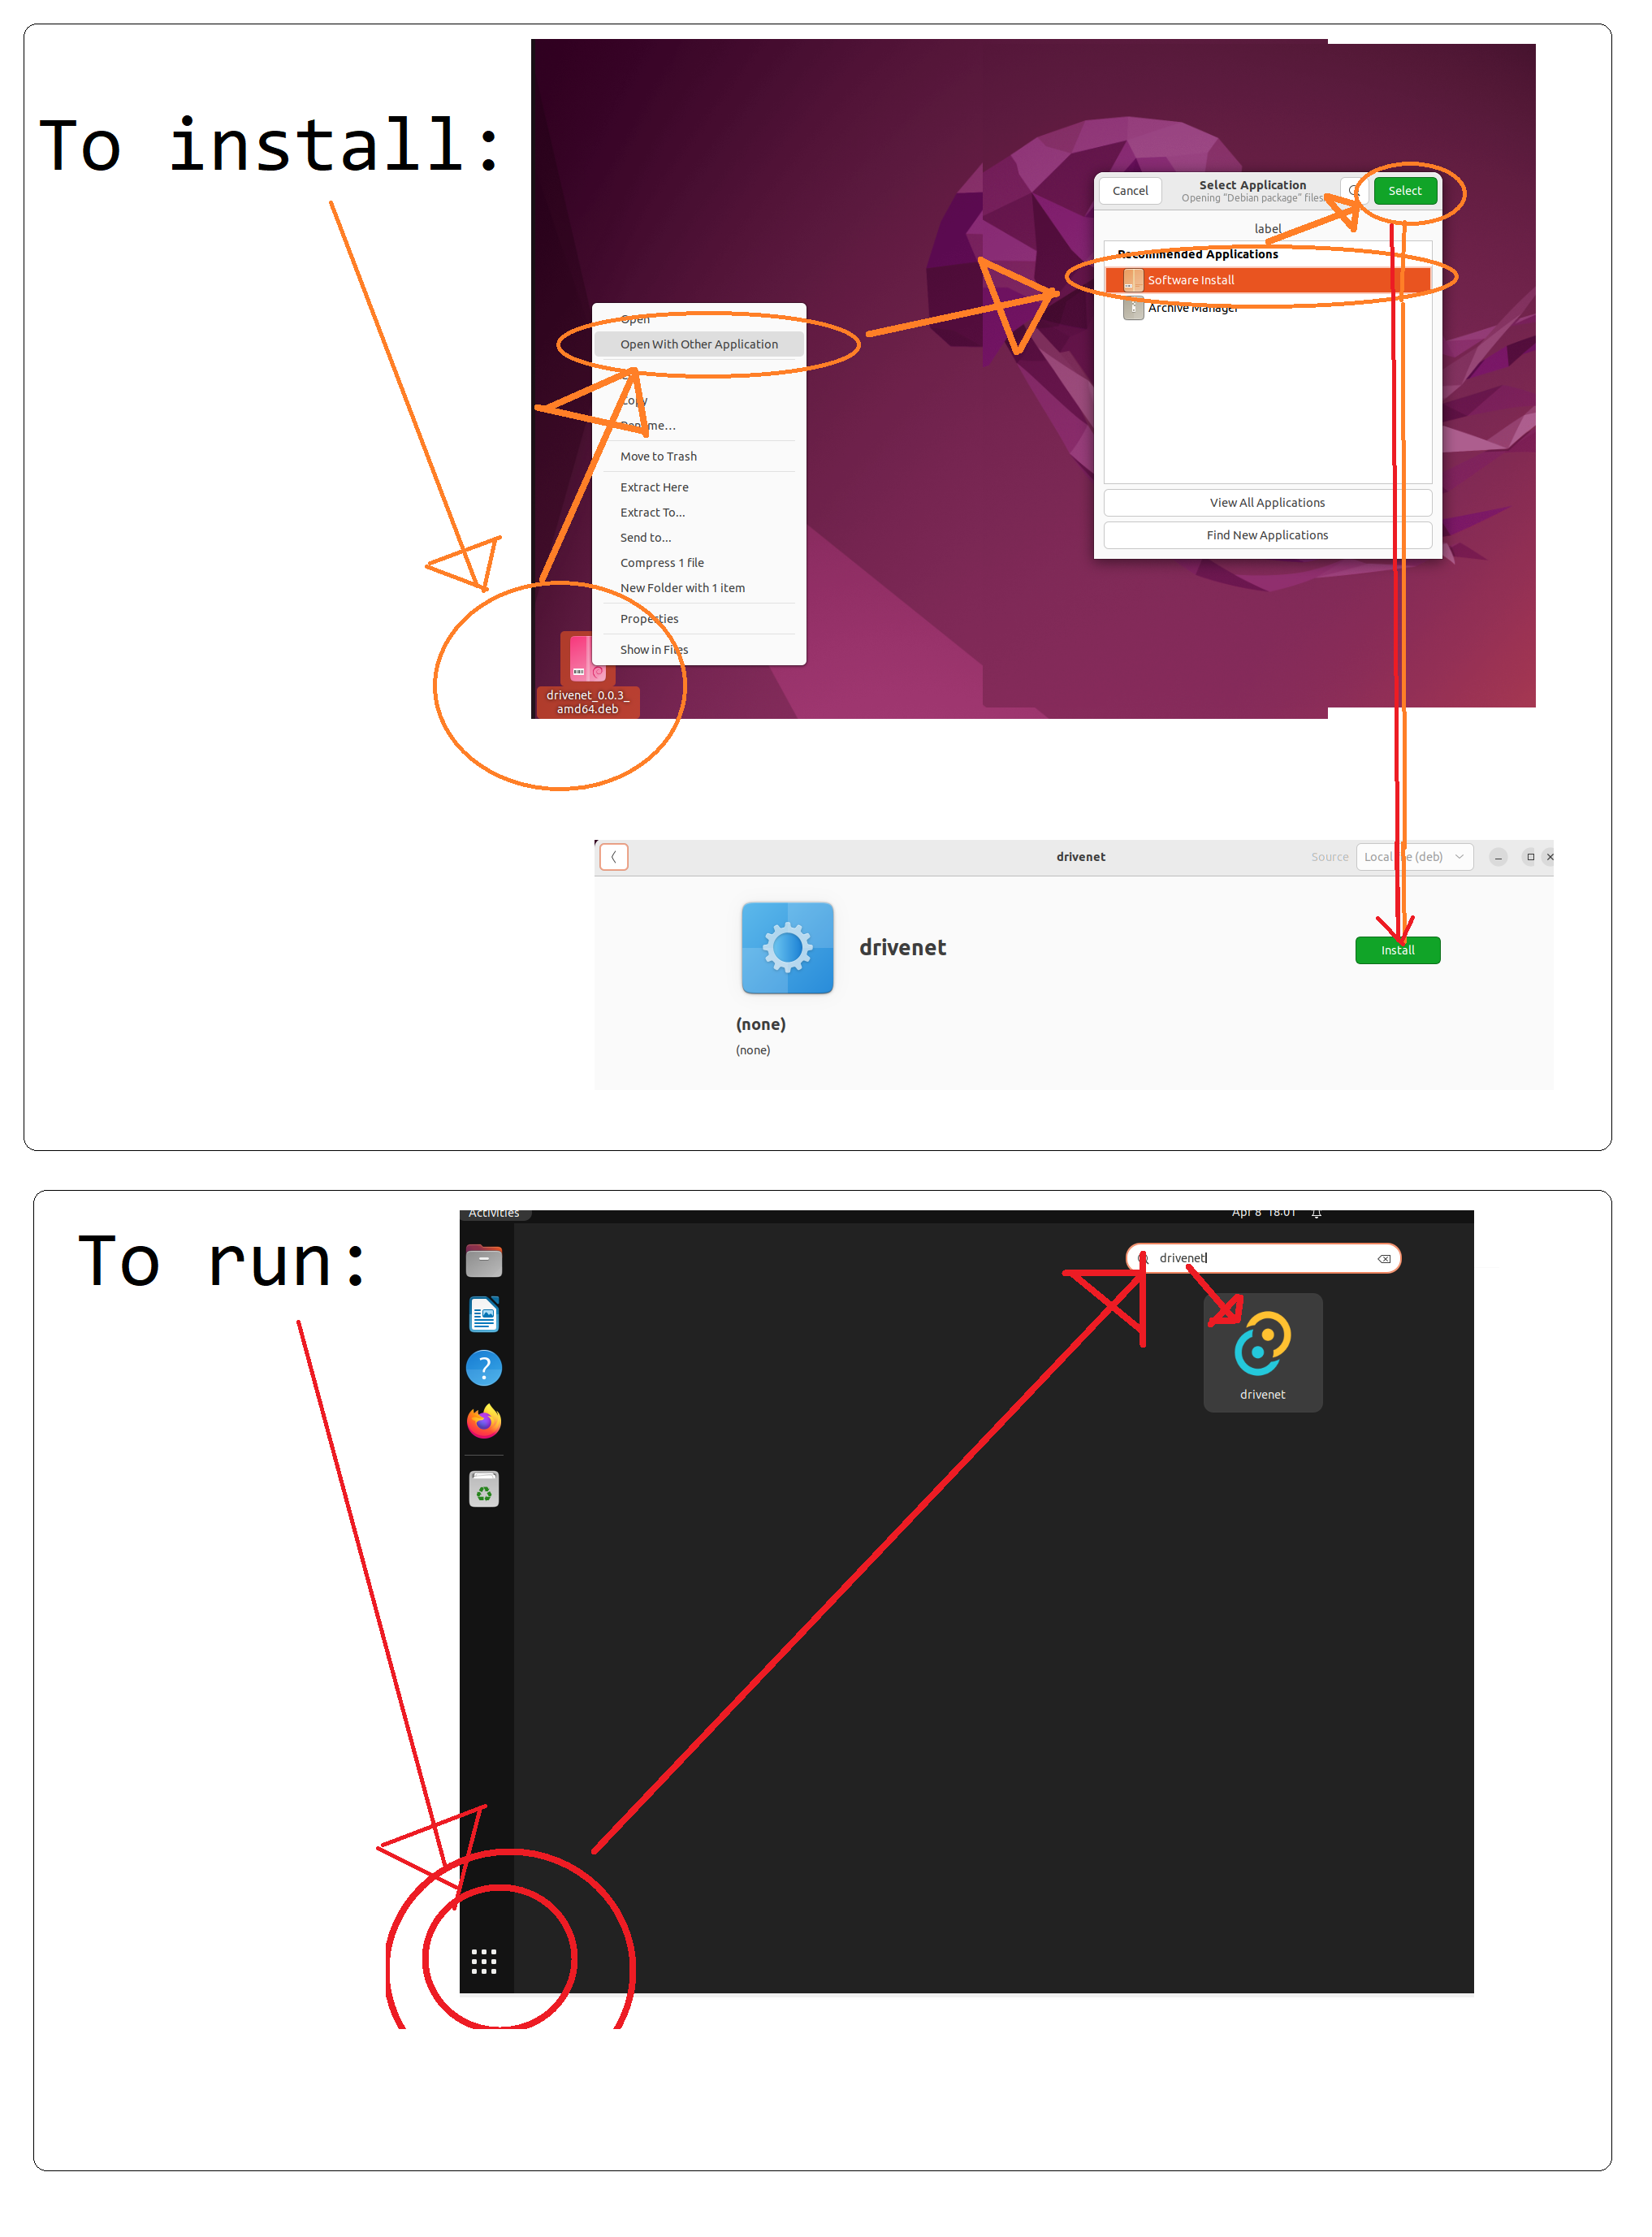 To install:
Cancel
Select Application
Opening "Debian package" files
Select
label
Recommended Applications
Software Install
Archive Manager
View All Applications
Find New Applications
Open
Open With Other Application
Copy
Rename...
Move to Trash
Extract Here
Extract To...
Send to...
Compress 1 file
New Folder with 1 item
Properties
Show in Files
drivenet_0.0.3_
amd64.deb
drivenet
Source
Local file (deb)
drivenet
Install
(none)
(none)
To run:
Activities
Apr 8 18:01
drivenet
drivenet